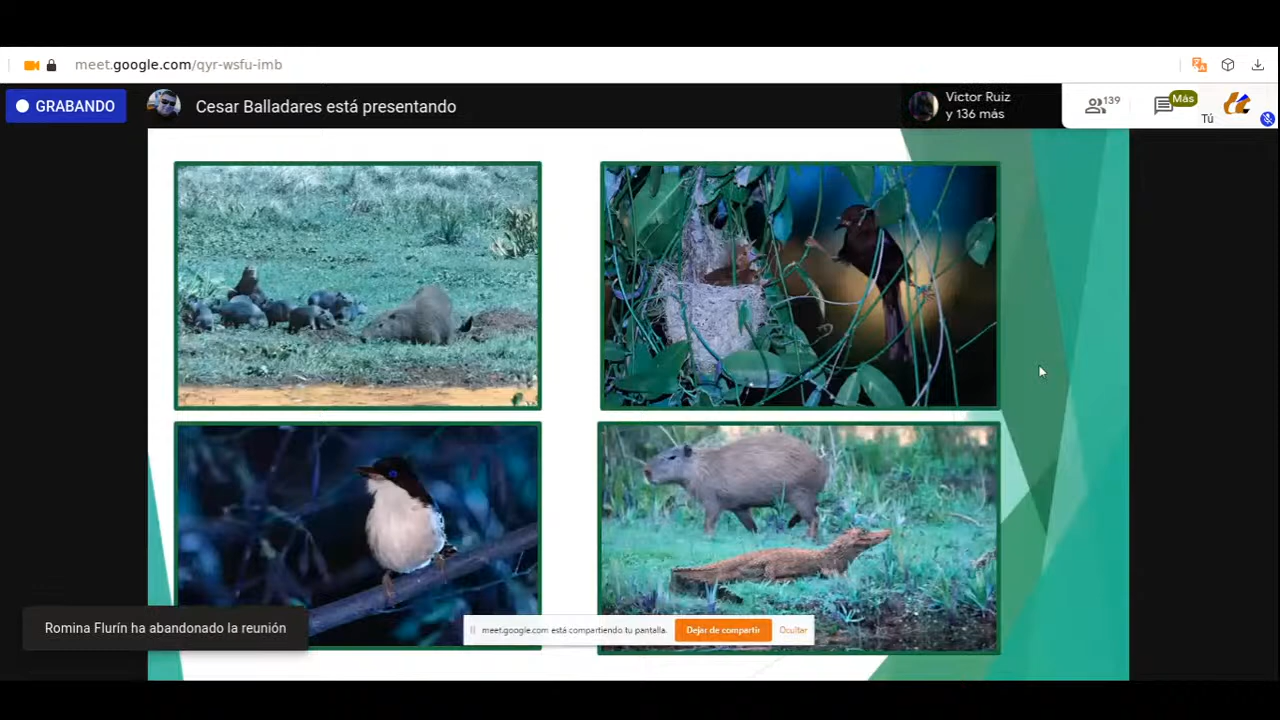 meet.google.com/qyr-wsfu-imb
GRABANDO
Cesar Balladares está presentando
Victor Ruiz
y 136 más
139
Más
Tú
Romina Flurín ha abandonado la reunión
meet.google.com está compartiendo tu pantalla.
Dejar de compartir
Ocultar